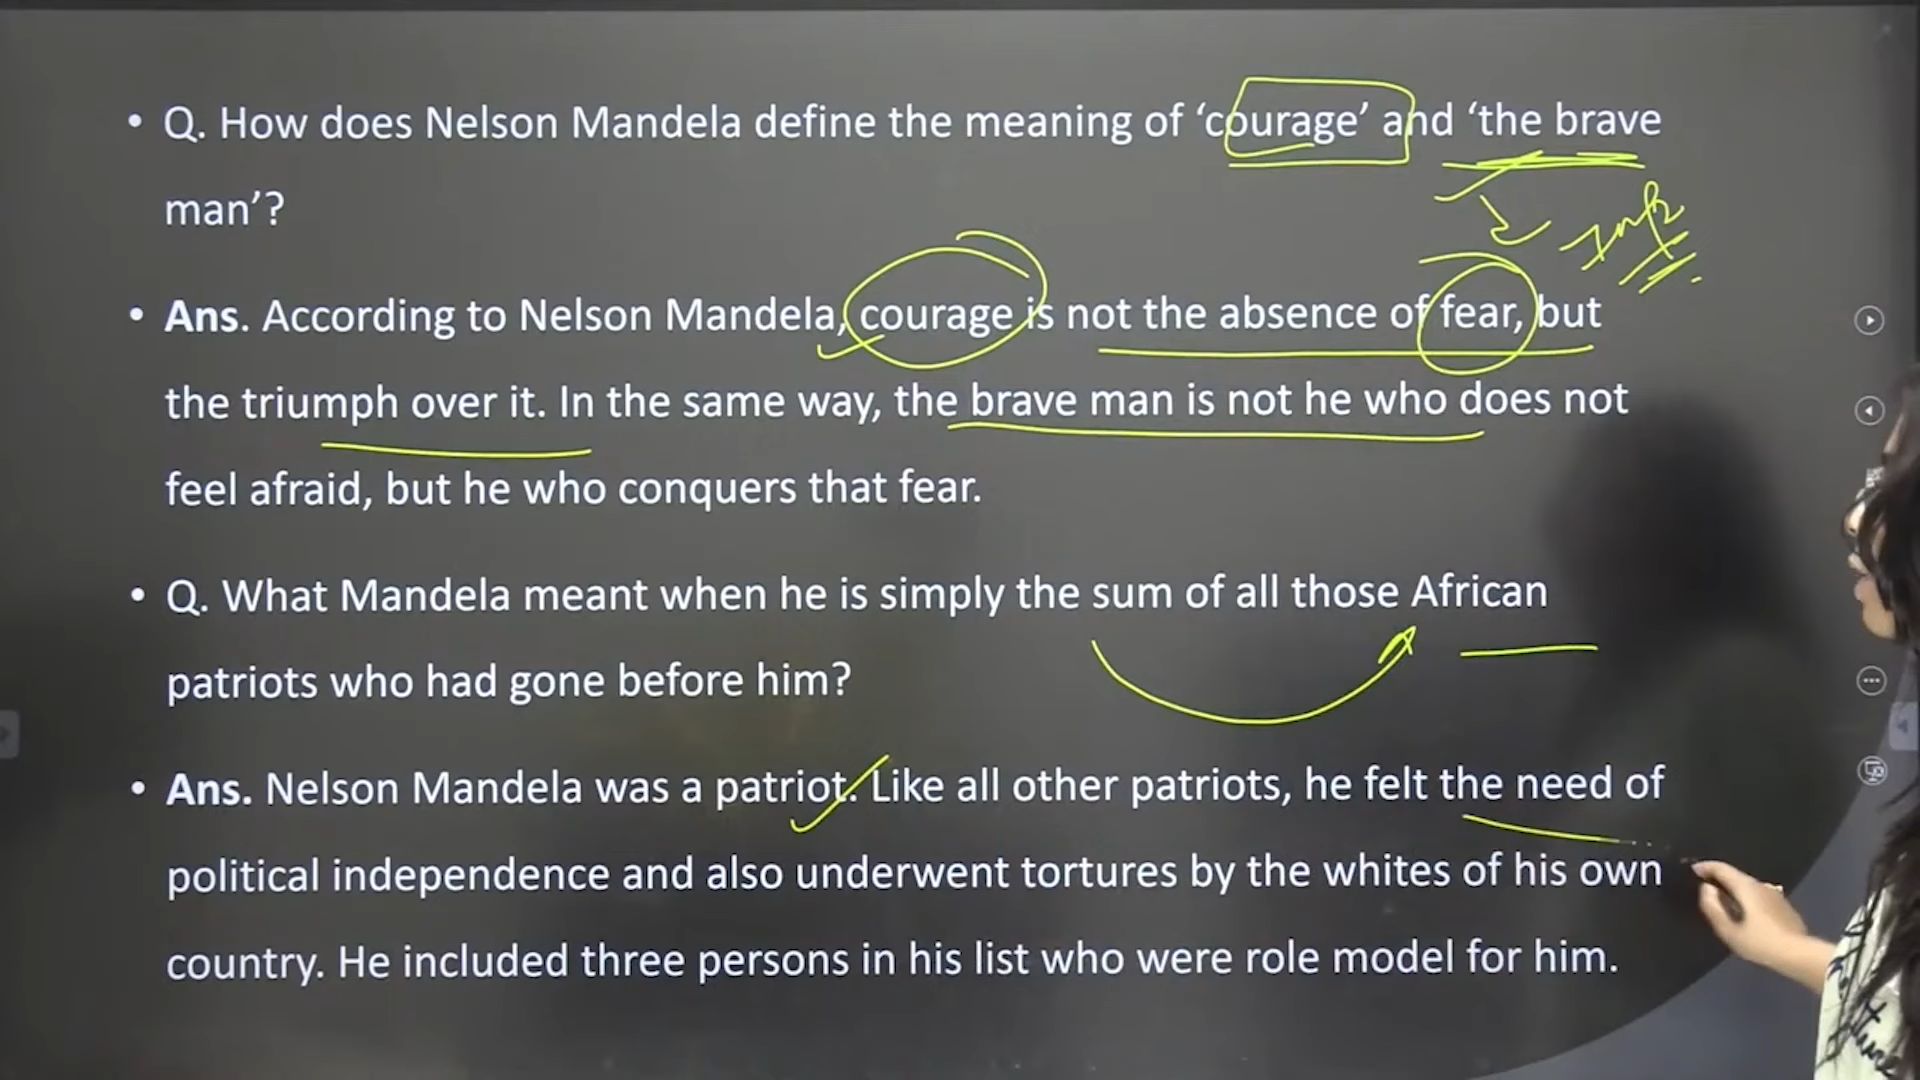 • Q. How does Nelson Mandela define the meaning of ‘courage’ and ‘the brave
man’?
Imp
• Ans. According to Nelson Mandela, courage is not the absence of fear, but
the triumph over it. In the same way, the brave man is not he who does not
feel afraid, but he who conquers that fear.
• Q. What Mandela meant when he is simply the sum of all those African
patriots who had gone before him?
• Ans. Nelson Mandela was a patriot. Like all other patriots, he felt the need of
political independence and also underwent tortures by the whites of his own
country. He included three persons in his list who were role model for him.